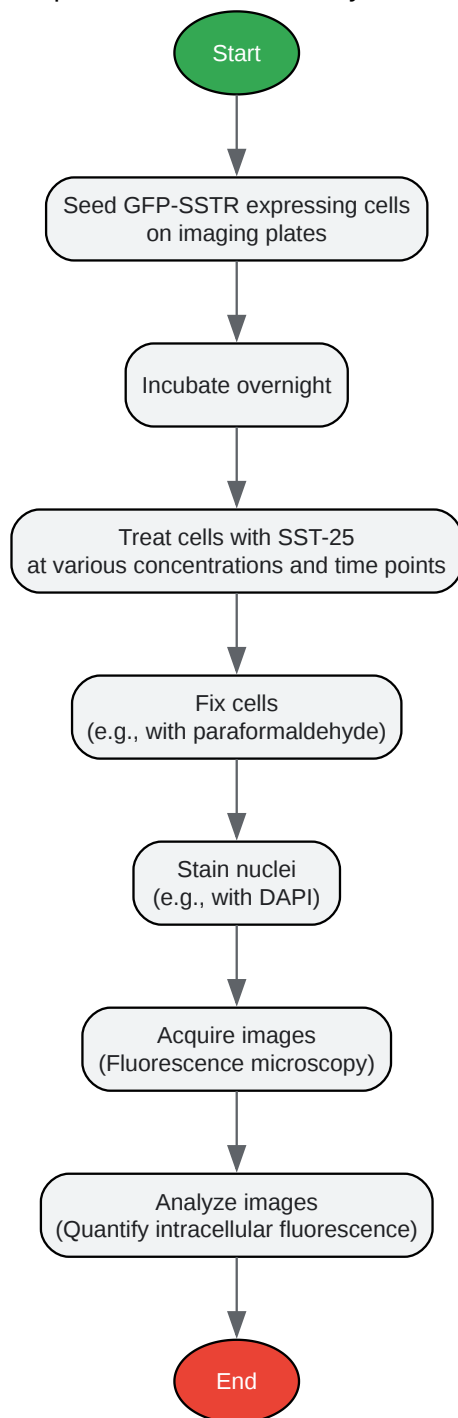 Start
Seed GFP-SSTR expressing cells
on imaging plates
Incubate overnight
Treat cells with SST-25
at various concentrations and time points
Fix cells
(e.g., with paraformaldehyde)
Stain nuclei
(e.g., with DAPI)
Acquire images
(Fluorescence microscopy)
Analyze images
(Quantify intracellular fluorescence)
End